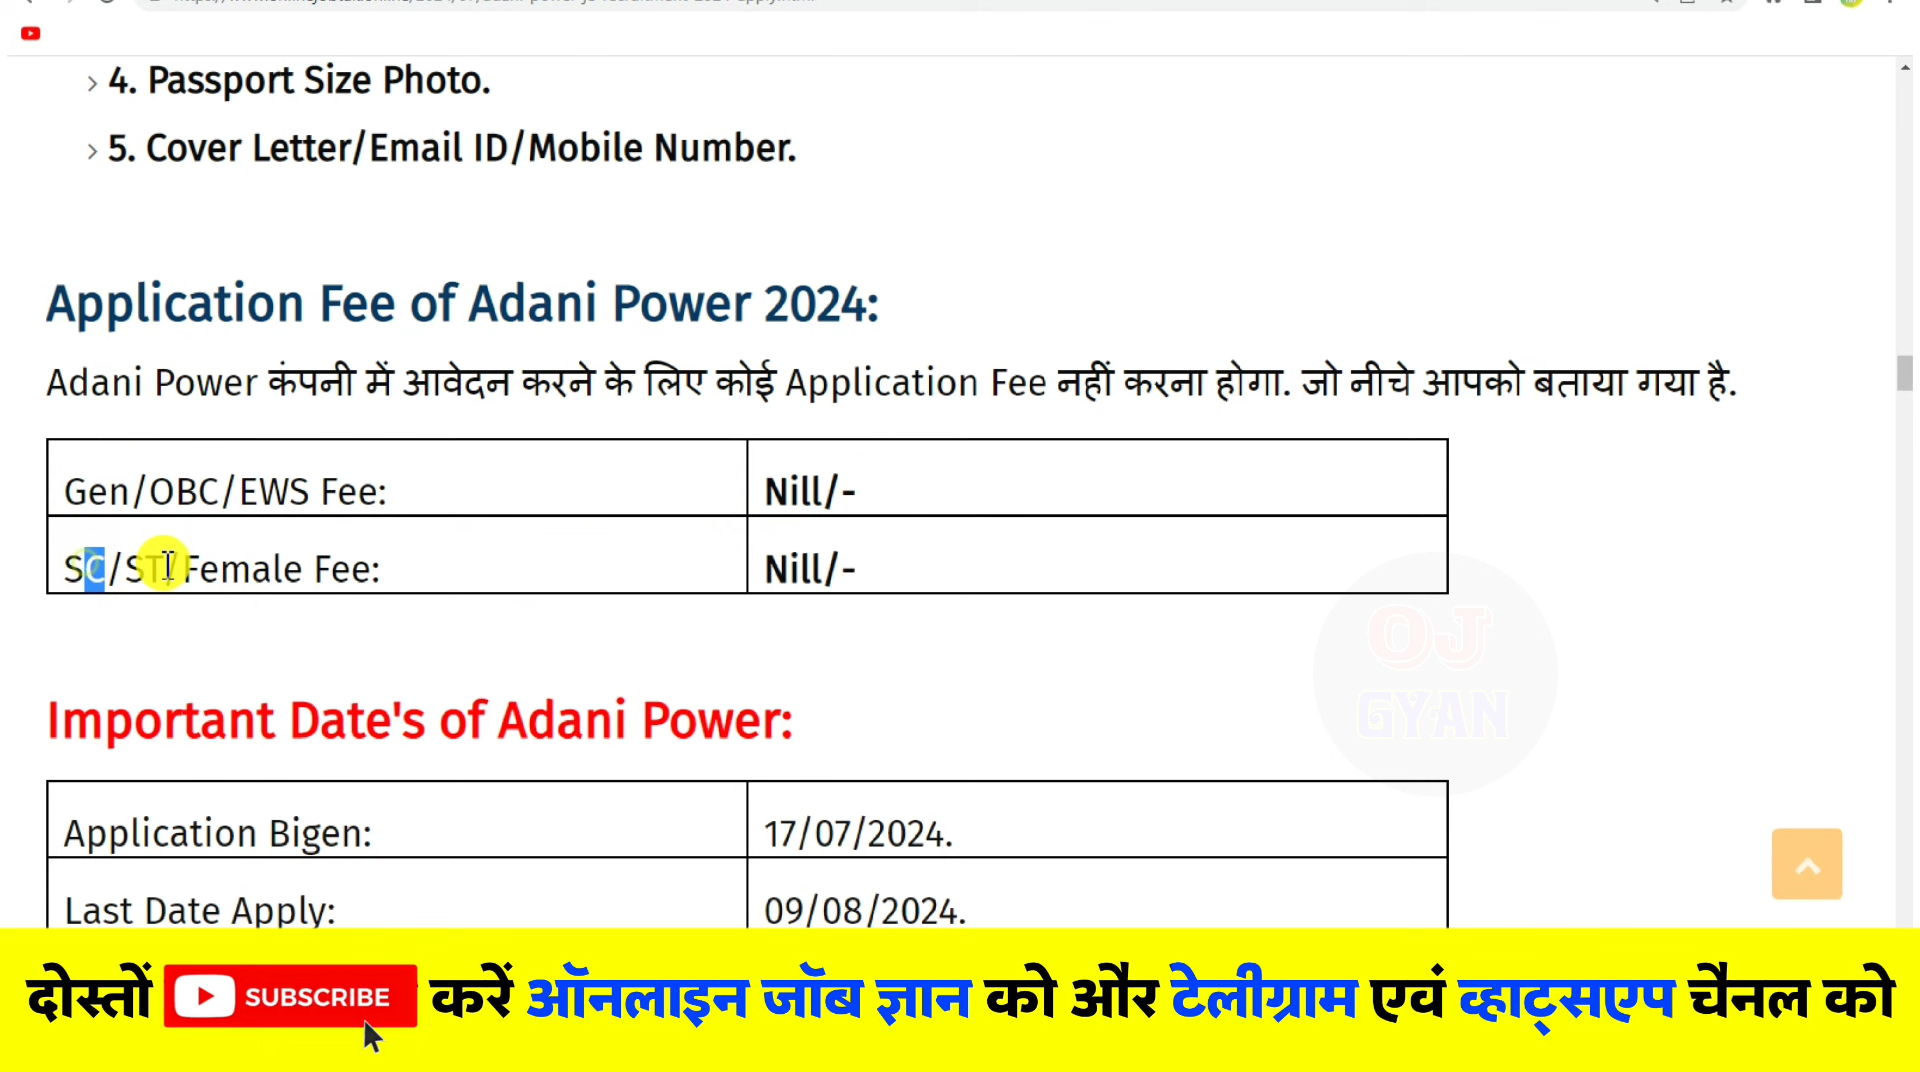 4. Passport Size Photo.
5. Cover Letter/Email ID/Mobile Number.
Application Fee of Adani Power 2024:
Adani Power कंपनी में आवेदन करने के लिए कोई Application Fee नहीं करना होगा. जो नीचे आपको बताया गया है.
Gen/OBC/EWS Fee: Nill/-
SC/ST/Female Fee: Nill/-
OJ
GYAN
Important Date's of Adani Power:
Application Bigen: 17/07/2024.
Last Date Apply: 09/08/2024.
दोस्तों SUBSCRIBE करें ऑनलाइन जॉब ज्ञान को और टेलीग्राम एवं व्हाट्सएप चैनल को